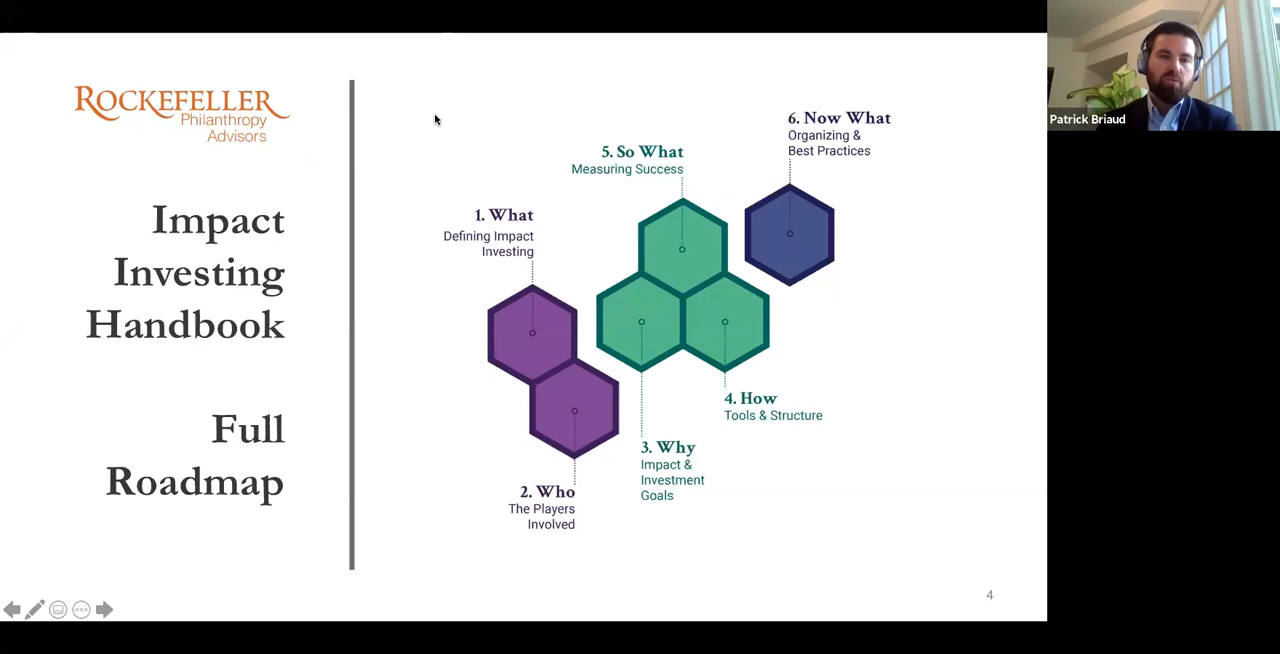 ROCKEFELLER
Philanthropy
Advisors
Impact
Investing
Handbook
Full
Roadmap
1. What
Defining Impact
Investing
2. Who
The Players
Involved
3. Why
Impact &
Investment
Goals
4. How
Tools & Structure
5. So What
Measuring Success
6. Now What
Organizing &
Best Practices
4
Patrick Briaud